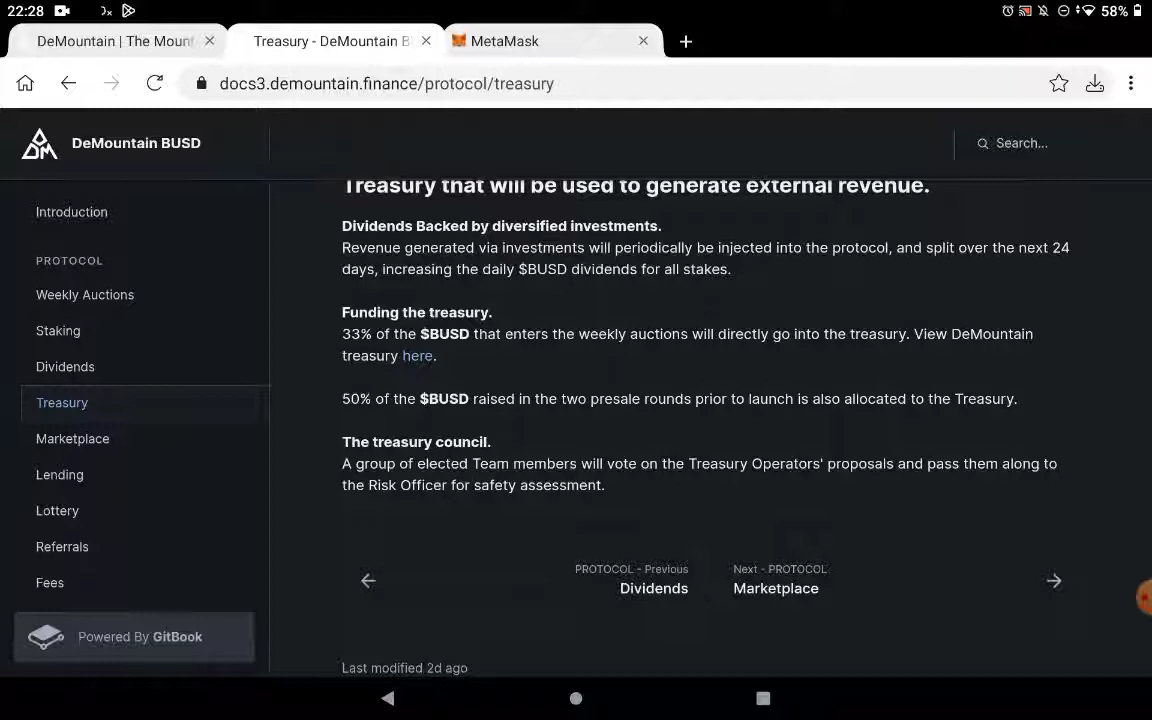 22:28
58%
DeMountain | The Mount
Treasury - DeMountain B
MetaMask
docs3.demountain.finance/protocol/treasury
DeMountain BUSD
Search...
Introduction
PROTOCOL
Weekly Auctions
Staking
Dividends
Treasury
Marketplace
Lending
Lottery
Referrals
Fees
Powered By GitBook
Treasury that will be used to generate external revenue.
Dividends Backed by diversified investments.
Revenue generated via investments will periodically be injected into the protocol, and split over the next 24
days, increasing the daily $BUSD dividends for all stakes.
Funding the treasury.
33% of the $BUSD that enters the weekly auctions will directly go into the treasury. View DeMountain
treasury here.
50% of the $BUSD raised in the two presale rounds prior to launch is also allocated to the Treasury.
The treasury council.
A group of elected Team members will vote on the Treasury Operators' proposals and pass them along to
the Risk Officer for safety assessment.
PROTOCOL - Previous
Dividends
Next - PROTOCOL
Marketplace
Last modified 2d ago